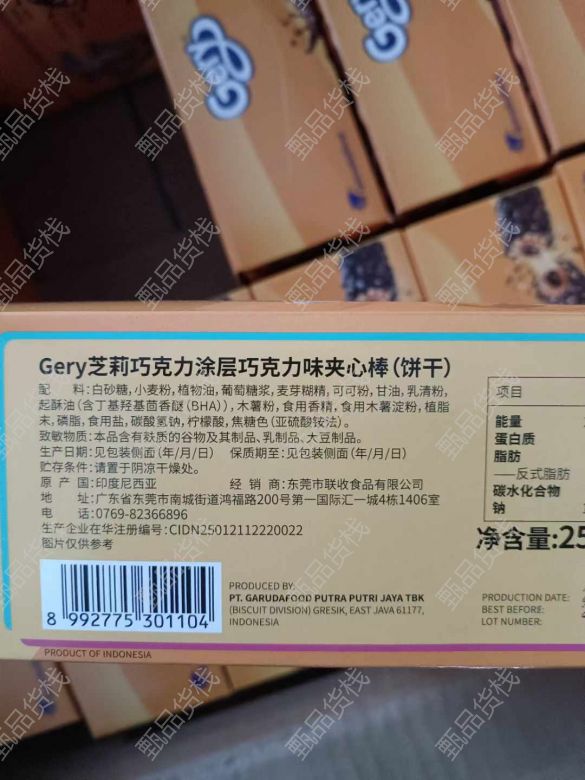 Gery
Gery
Gery芝莉巧克力涂层巧克力味夹心棒(饼干)
配 料:白砂糖,小麦粉,植物油,葡萄糖浆,麦芽糊精,可可粉,甘油,乳清粉,
起酥油(含丁基羟基茴香醚(BHA)),木薯粉,食用香精,食用木薯淀粉,植脂
末,磷脂,食用盐,碳酸氢钠,柠檬酸,焦糖色(亚硫酸铵法)。
致敏物质:本品含有麸质的谷物及其制品、乳制品、大豆制品。
生产日期:见包装侧面(年/月/日) 保质期至:见包装侧面(年/月/日)
贮存条件:请置于阴凉干燥处。
原 产 国:印度尼西亚 经 销 商:东莞市联收食品有限公司
地 址:广东省东莞市南城街道鸿福路200号第一国际汇一城4栋1406室
电 话:0769-82366896
生产企业在华注册编号:CIDN25012112220022
图片仅供参考
项目
能量
蛋白质
脂肪
——反式脂肪
碳水化合物
钠
净含量:25
8 992775 301104
PRODUCED BY:
PT. GARUDAFOOD PUTRA PUTRI JAYA TBK
(BISCUIT DIVISION) GRESIK, EAST JAVA 61177,
INDONESIA
PRODUCTION DATE:
BEST BEFORE:
LOT NUMBER:
PRODUCT OF INDONESIA
甄品货栈